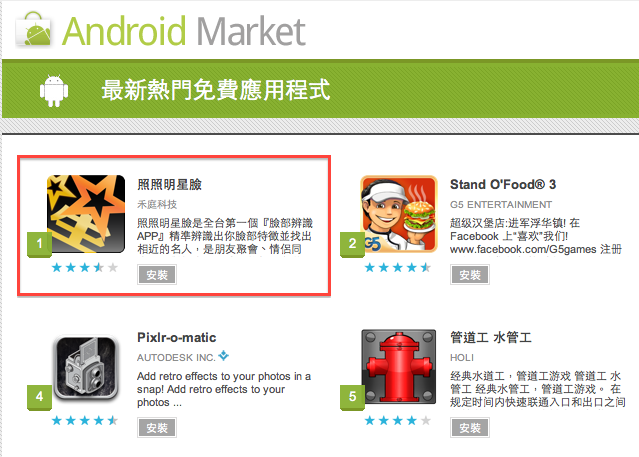 Android Market
最新熱門免費應用程式
照照明星臉
禾庭科技
照照明星臉是全台第一個『臉部辨識
APP』精準辨識出你臉部特徵並找出
相近的名人，是朋友聚會、情侶同
1
安裝
Stand O'Food® 3
G5 ENTERTAINMENT
超级汉堡店:进军浮华镇! 在
Facebook 上"喜欢"我们!
www.facebook.com/G5games 注册
G5
2
安裝
Pixlr-o-matic
AUTODESK INC.
Add retro effects to your photos in a
snap! Add retro effects to your
photos ...
4
安裝
管道工 水管工
HOLI
经典水道工，管道工游戏 管道工 水
管工 经典水管工，管道工游戏。 在
规定时间内快速联通入口和出口之间
5
安裝